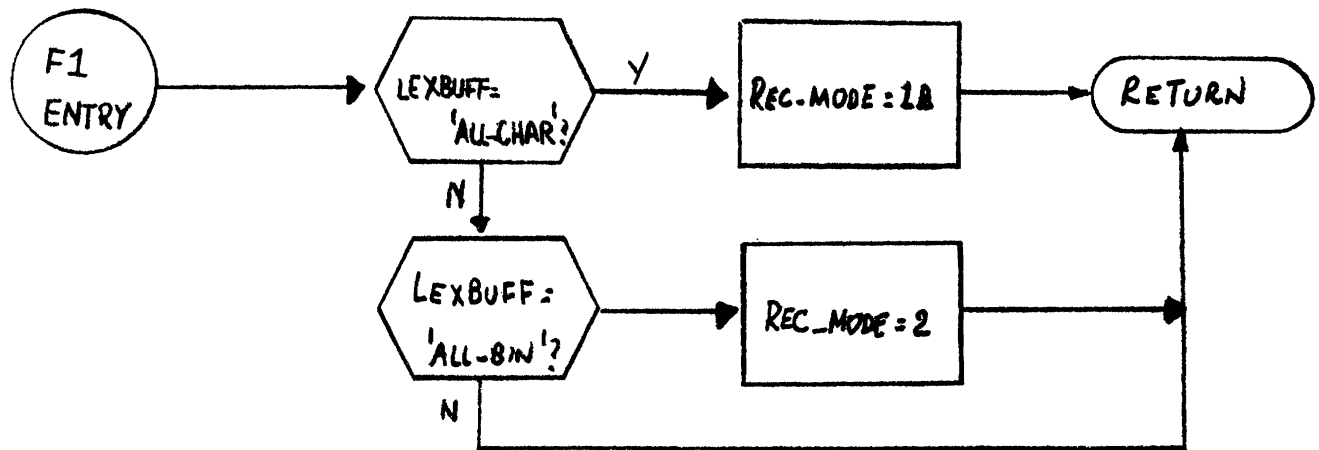 F1
ENTRY
LEXBUFF=
'ALL-CHAR'?
Y
REC-MODE=1
RETURN
N
LEXBUFF=
'ALL-BIN'?
REC_MODE=2
N